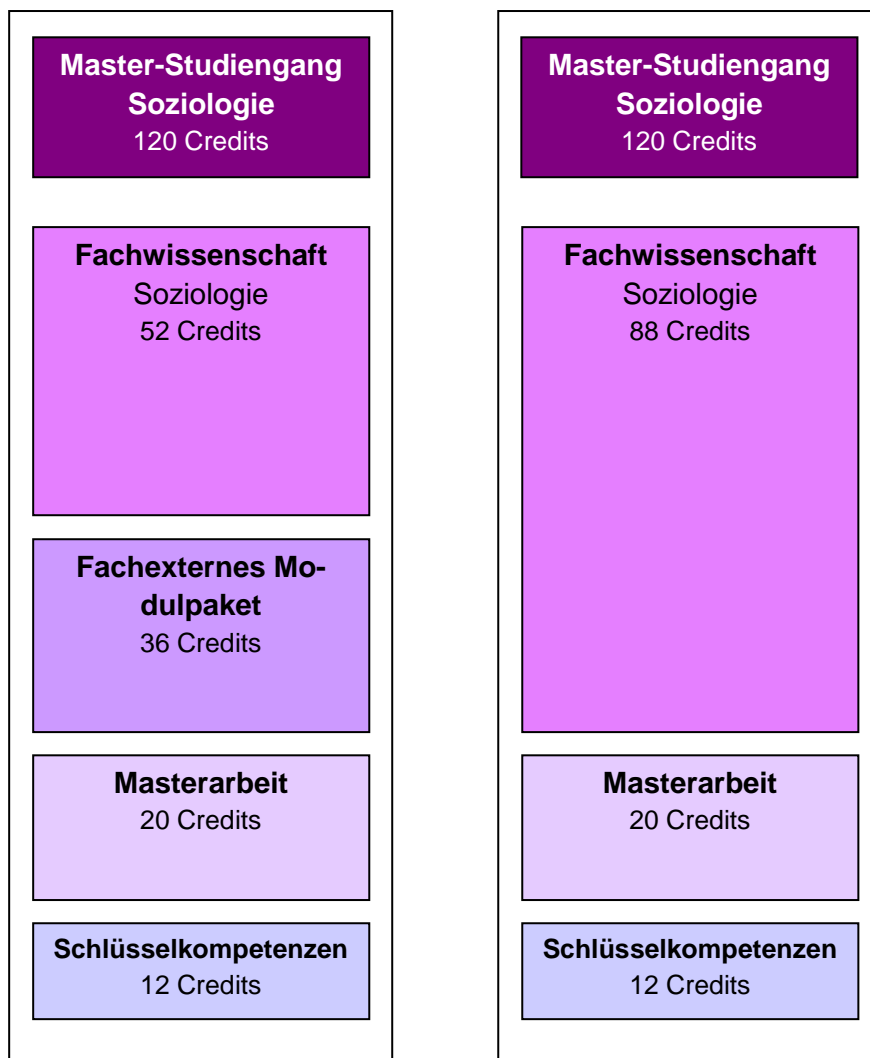 Master-Studiengang
Soziologie
120 Credits
Fachwissenschaft
Soziologie
52 Credits
Fachexternes Mo-
dulpaket
36 Credits
Masterarbeit
20 Credits
Schlüsselkompetenzen
12 Credits
Master-Studiengang
Soziologie
120 Credits
Fachwissenschaft
Soziologie
88 Credits
Masterarbeit
20 Credits
Schlüsselkompetenzen
12 Credits